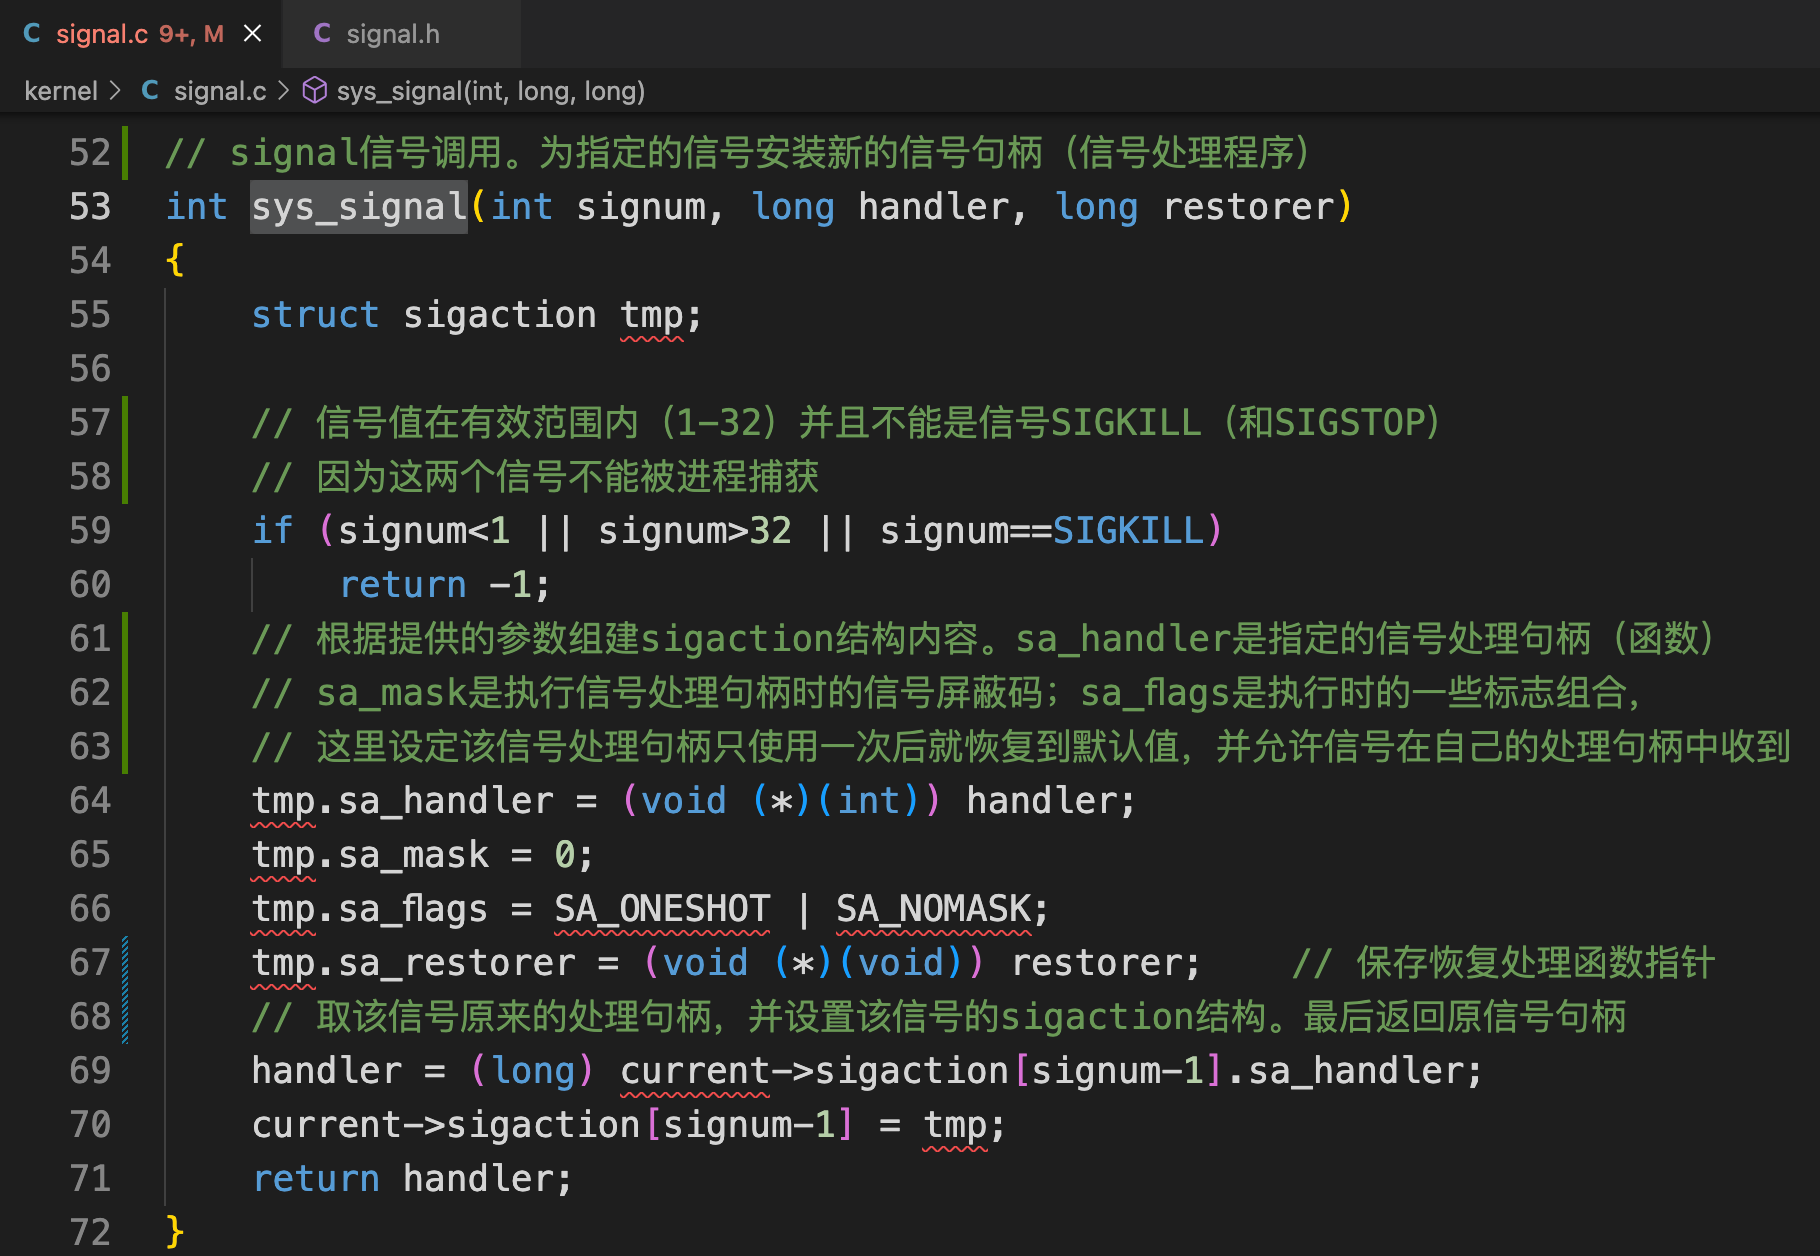 C signal.c 9+, M × C signal.h
kernel > C signal.c > sys_signal(int, long, long)
52 // signal信号调用。为指定的信号安装新的信号句柄（信号处理程序）
53 int sys_signal(int signum, long handler, long restorer)
54 {
55 struct sigaction tmp;
56
57 // 信号值在有效范围内（1-32）并且不能是信号SIGKILL（和SIGSTOP）
58 // 因为这两个信号不能被进程捕获
59 if (signum<1 || signum>32 || signum==SIGKILL)
60 return -1;
61 // 根据提供的参数组建sigaction结构内容。sa_handler是指定的信号处理句柄（函数）
62 // sa_mask是执行信号处理句柄时的信号屏蔽码；sa_flags是执行时的一些标志组合，
63 // 这里设定该信号处理句柄只使用一次后就恢复到默认值，并允许信号在自己的处理句柄中收到
64 tmp.sa_handler = (void (*)(int)) handler;
65 tmp.sa_mask = 0;
66 tmp.sa_flags = SA_ONESHOT | SA_NOMASK;
67 tmp.sa_restorer = (void (*)(void)) restorer; // 保存恢复处理函数指针
68 // 取该信号原来的处理句柄，并设置该信号的sigaction结构。最后返回原信号句柄
69 handler = (long) current->sigaction[signum-1].sa_handler;
70 current->sigaction[signum-1] = tmp;
71 return handler;
72 }